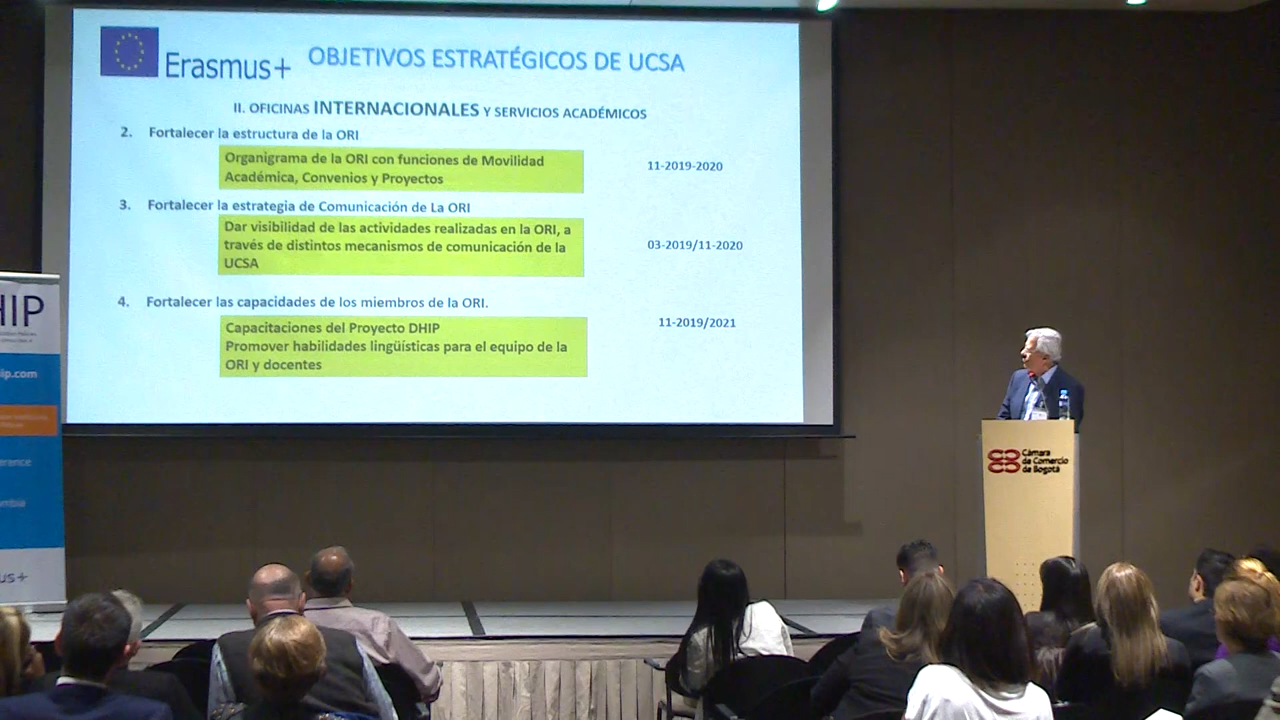 Erasmus+
OBJETIVOS ESTRATÉGICOS DE UCSA
II. OFICINAS INTERNACIONALES Y SERVICIOS ACADÉMICOS
2. Fortalecer la estructura de la ORI
Organigrama de la ORI con funciones de Movilidad
Académica, Convenios y Proyectos
11-2019-2020
3. Fortalecer la estrategia de Comunicación de La ORI
Dar visibilidad de las actividades realizadas en la ORI, a
través de distintos mecanismos de comunicación de la
UCSA
03-2019/11-2020
4. Fortalecer las capacidades de los miembros de la ORI.
Capacitaciones del Proyecto DHIP
Promover habilidades lingüísticas para el equipo de la
ORI y docentes
11-2019/2021
HIP
ip.com
erance
mbia
us+
Cámara
de Comercio
de Bogotá